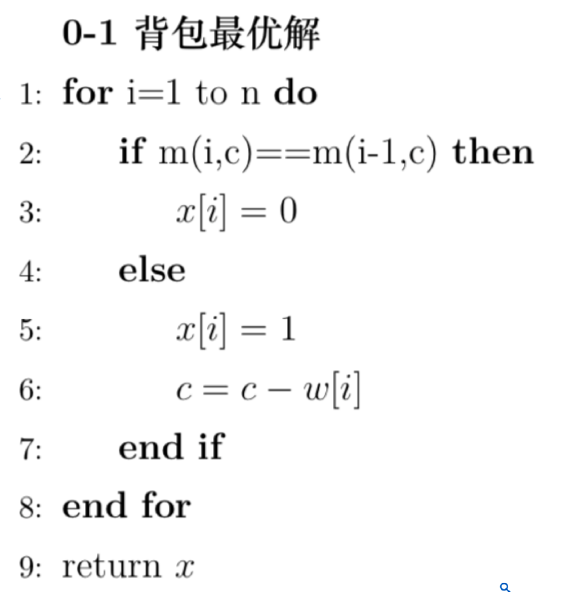 0-1 背包最优解
1: for i=1 to n do
2: if m(i,c)==m(i-1,c) then
3: x[i] = 0
4: else
5: x[i] = 1
6: c = c − w[i]
7: end if
8: end for
9: return x